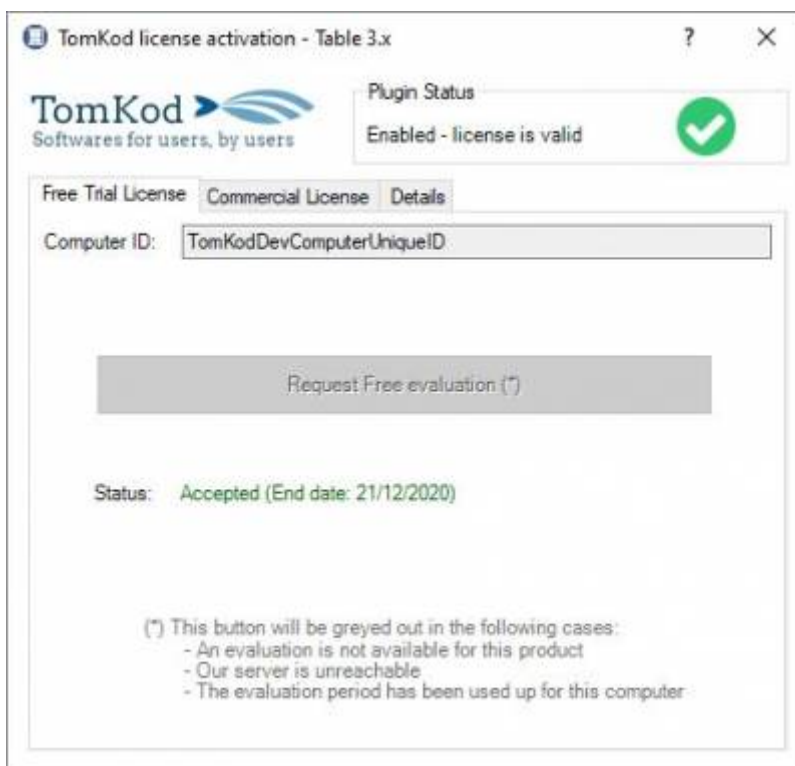 TomKod license activation - Table 3.x
?
TomKod
Softwares for users, by users
Plugin Status
Enabled - license is valid
Free Trial License
Commercial License
Details
Computer ID: TomKodDevComputerUniqueID
Request Free evaluation (*)
Status: Accepted (End date: 21/12/2020)
(*) This button will be greyed out in the following cases:
- An evaluation is not available for this product
- Our server is unreachable
- The evaluation period has been used up for this computer